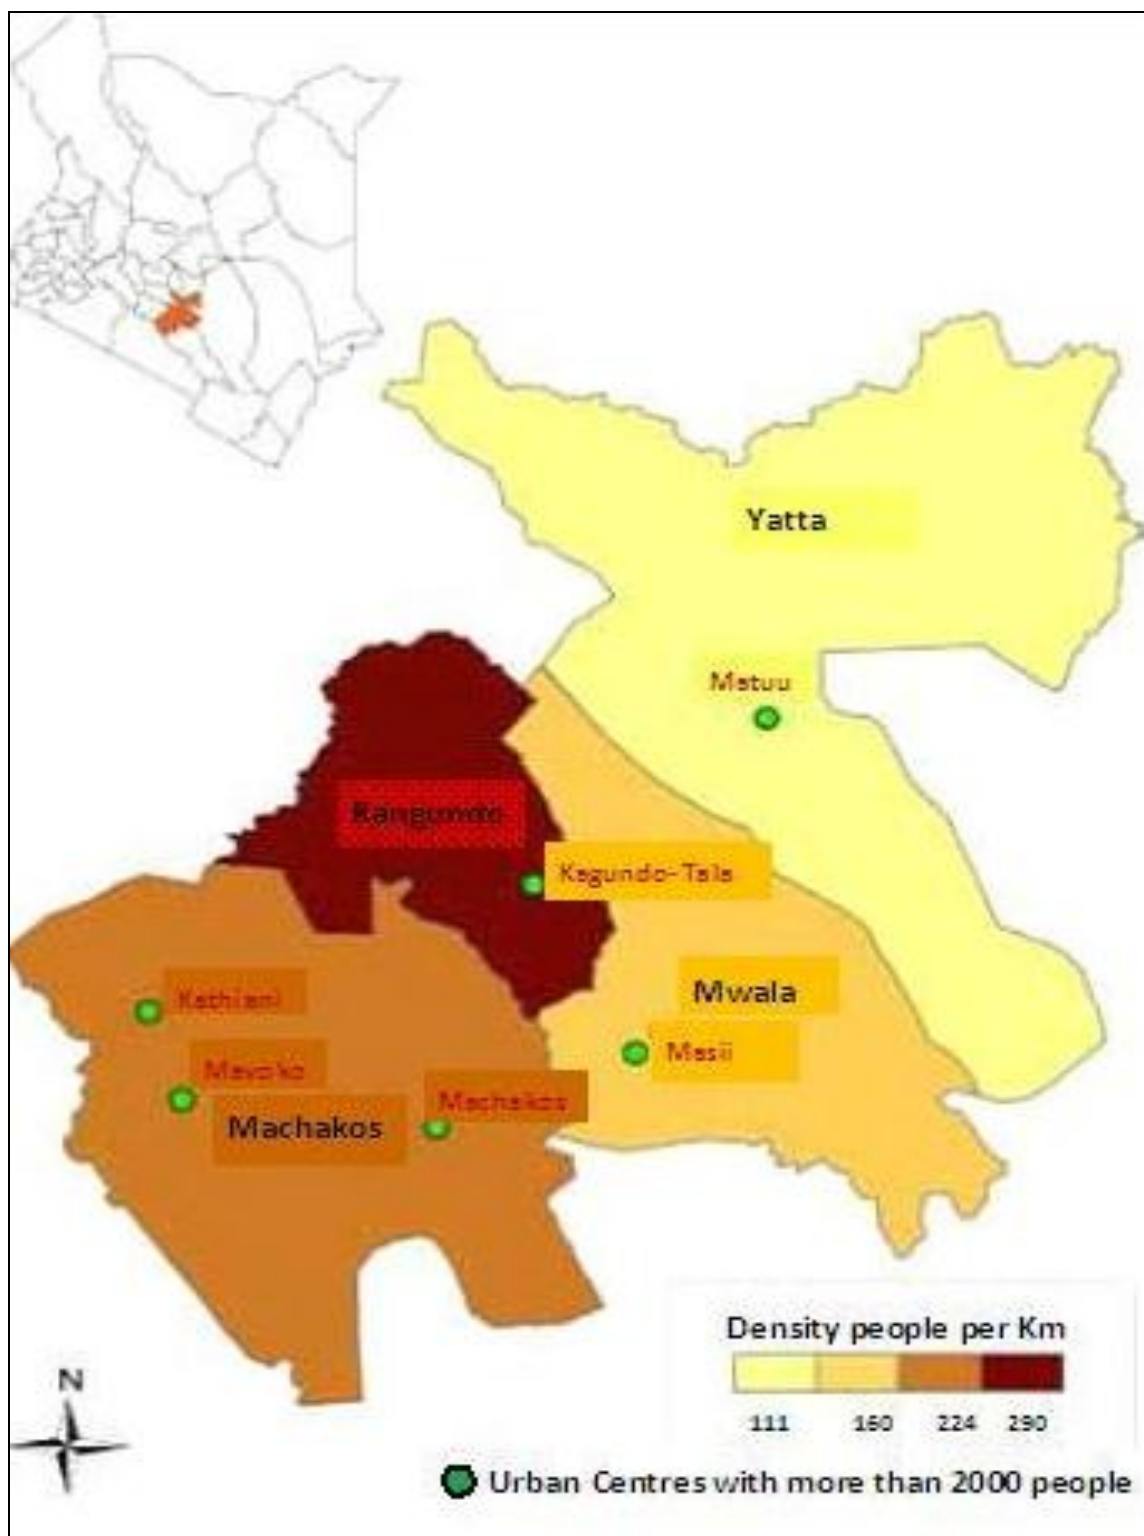 Yatta
Matuu
Kangundo
Kagundo-Tala
Mwala
Kathiani
Masii
Mavoko
Machakos
Machakos
Density people per Km
111 160 224 290
N
Urban Centres with more than 2000 people